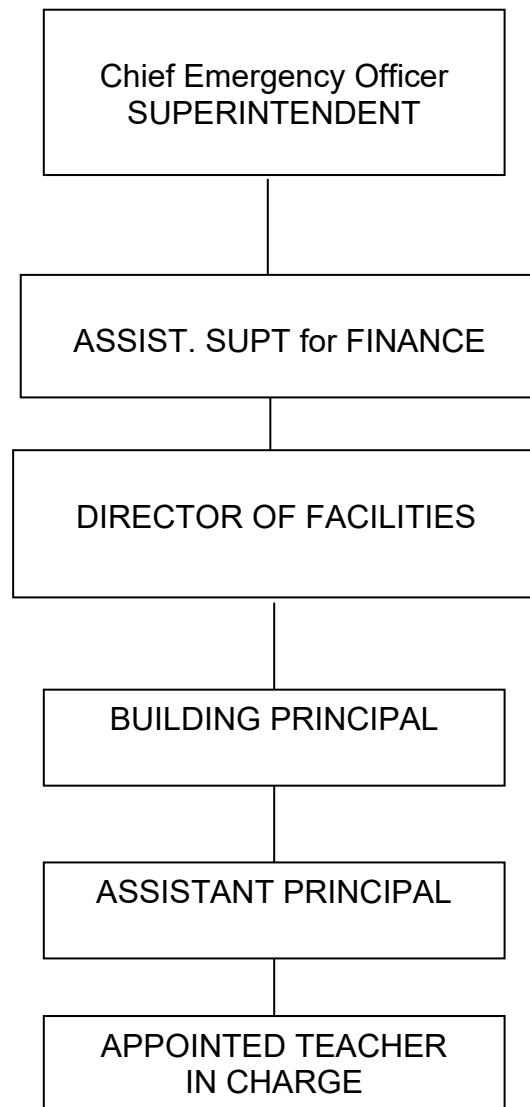 Chief Emergency Officer
SUPERINTENDENT
ASSIST. SUPT for FINANCE
DIRECTOR OF FACILITIES
BUILDING PRINCIPAL
ASSISTANT PRINCIPAL
APPOINTED TEACHER
IN CHARGE